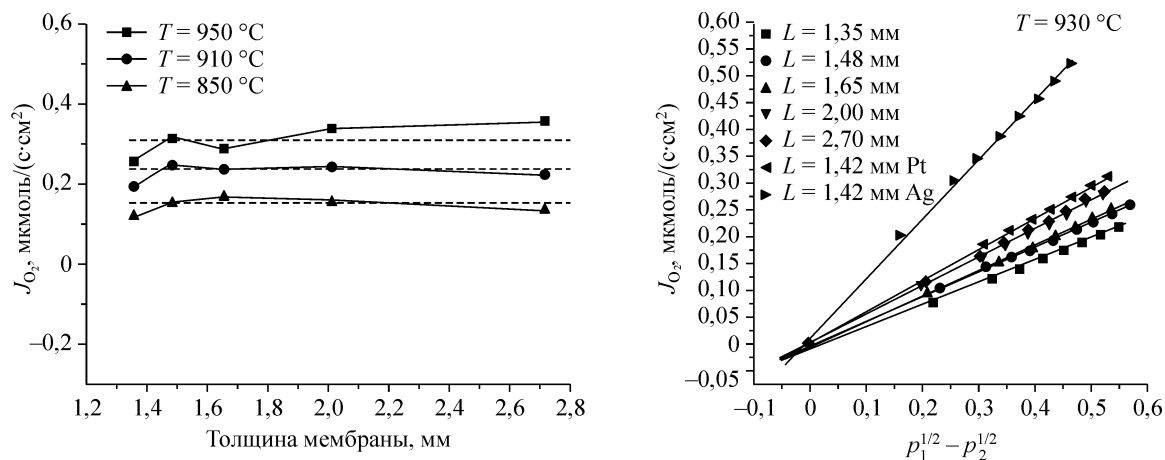 0,6
0,4
0,2
0
–0,2
J_O₂, мкмоль/(с·см²)
T = 950 °C
T = 910 °C
T = 850 °C
1,2 1,4 1,6 1,8 2,0 2,2 2,4 2,6 2,8
Толщина мембраны, мм
0,60
0,55
0,50
0,45
0,40
0,35
0,30
0,25
0,20
0,15
0,10
0,05
0
–0,05
J_O₂, мкмоль/(с·см²)
T = 930 °C
L = 1,35 мм
L = 1,48 мм
L = 1,65 мм
L = 2,00 мм
L = 2,70 мм
L = 1,42 мм Pt
L = 1,42 мм Ag
–0,1 0 0,1 0,2 0,3 0,4 0,5 0,6
p₁^1/2 – p₂^1/2